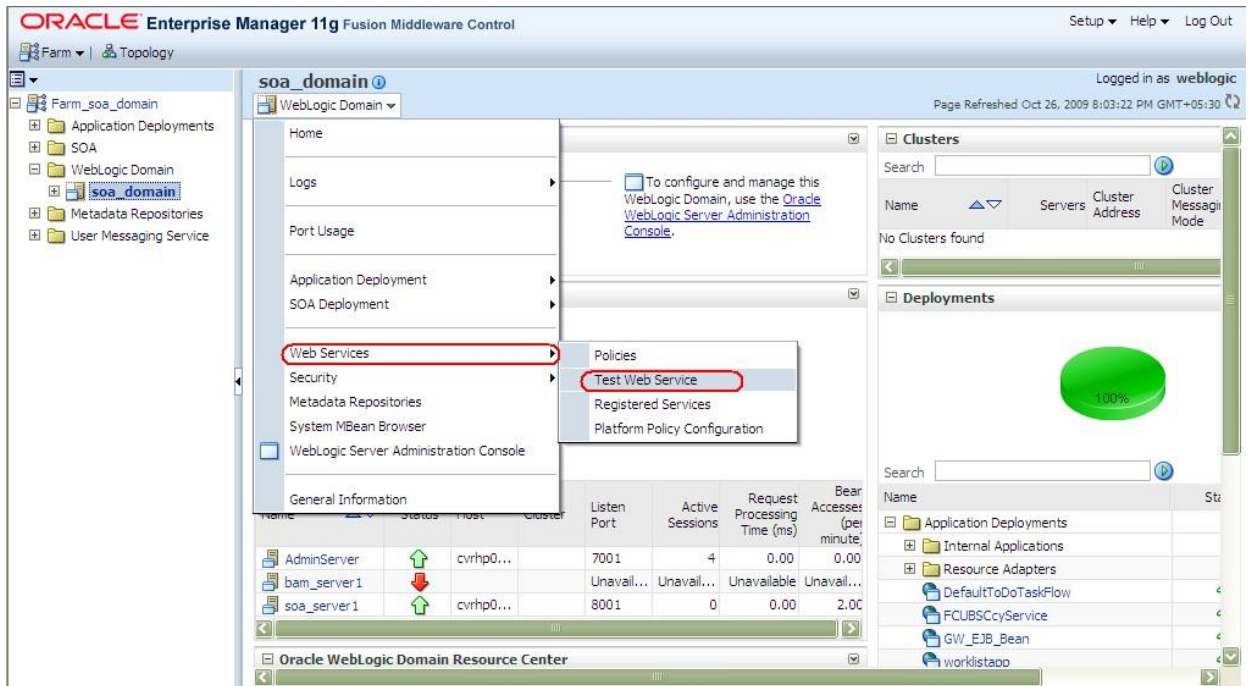 ORACLE Enterprise Manager 11g Fusion Middleware Control
Setup Help Log Out
Farm | Topology
soa_domain
Logged in as weblogic
WebLogic Domain
Page Refreshed Oct 26, 2009 8:03:22 PM GMT+05:30
Farm_soa_domain
Application Deployments
SOA
WebLogic Domain
soa_domain
Metadata Repositories
User Messaging Service
Home
Logs
Port Usage
Application Deployment
SOA Deployment
Web Services
Security
Metadata Repositories
System MBean Browser
WebLogic Server Administration Console
General Information
Policies
Test Web Service
Registered Services
Platform Policy Configuration
To configure and manage this
WebLogic Domain, use the Oracle
WebLogic Server Administration
Console.
Listen Port Active Sessions Request Processing Time (ms) Accesses (per minute)
AdminServer cvrhp0... 7001 4 0.00 0.00
bam_server1 Unavail... Unavail... Unavailable Unavail...
soa_server1 cvrhp0... 8001 0 0.00 2.00
Oracle WebLogic Domain Resource Center
Clusters
Search
Name Servers Cluster Address Cluster Mode
No Clusters found
Deployments
100%
Search
Name
Application Deployments
Internal Applications
Resource Adapters
DefaultToDoTaskFlow
FCUBSCcyService
GW_EJB_Bean
worklistapp